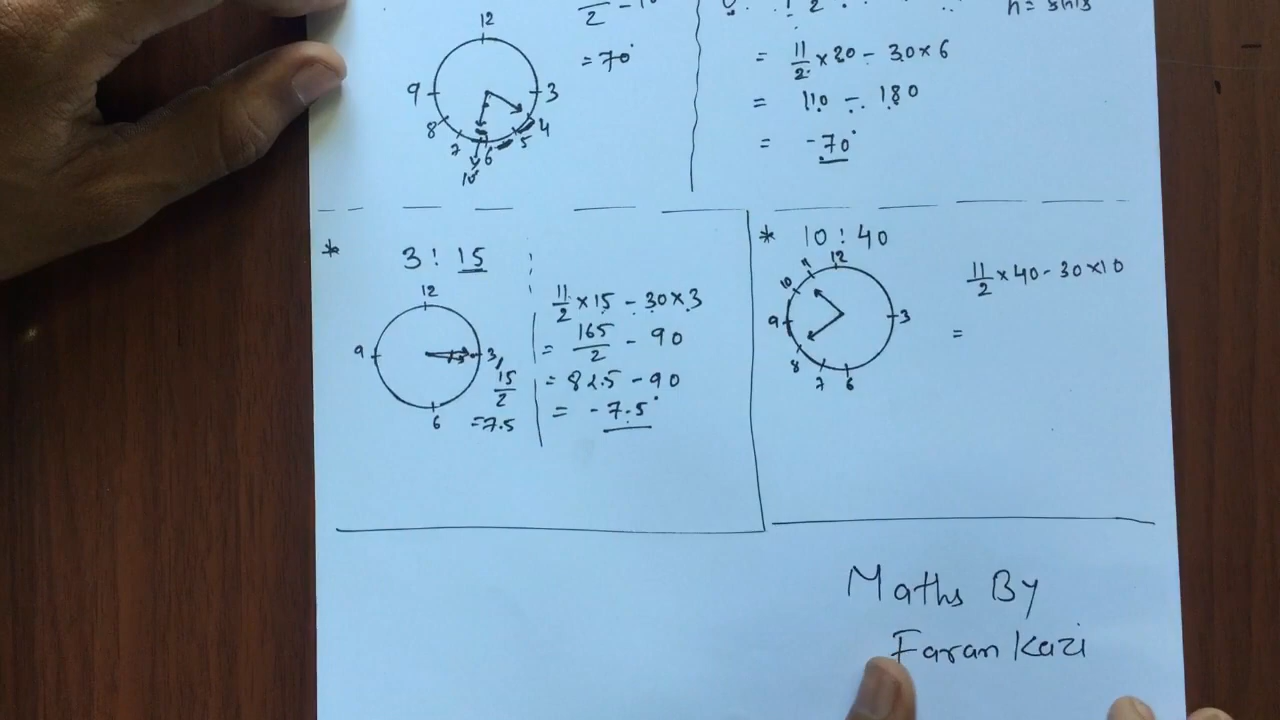 12
= 70°
9
3
8
4
7
5
6
10°
h = 3hrs
= 11/2 × 20 - 30 × 6
= 110 - 180
= -70°
* 3 : 15
12
9
3
6
15/2
= 7.5
11/2 × 15 - 30 × 3
= 165/2 - 90
= 82.5 - 90
= -7.5°
* 10 : 40
12
11
10
9
3
8
7
6
11/2 × 40 - 30 × 10
=
Maths By
Faran Kazi